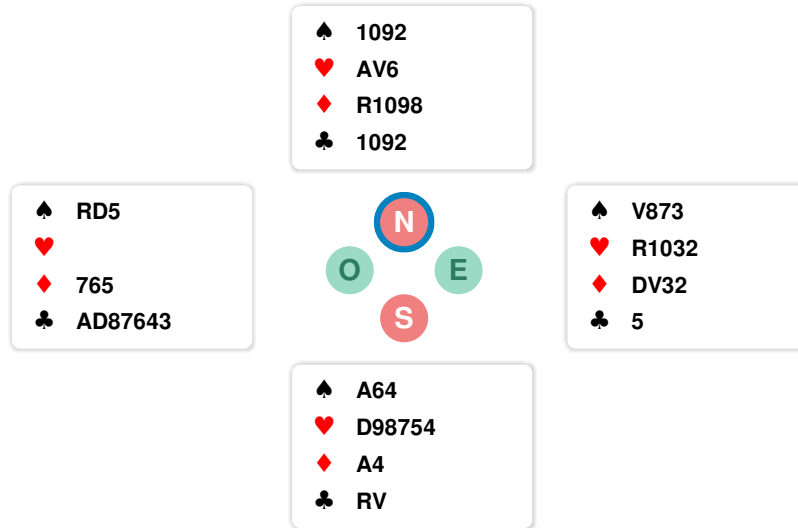 ♠ 1092
♥ AV6
♦ R1098
♣ 1092
♠ RD5
♥
♦ 765
♣ AD87643
N
O E
S
♠ V873
♥ R1032
♦ DV32
♣ 5
♠ A64
♥ D98754
♦ A4
♣ RV